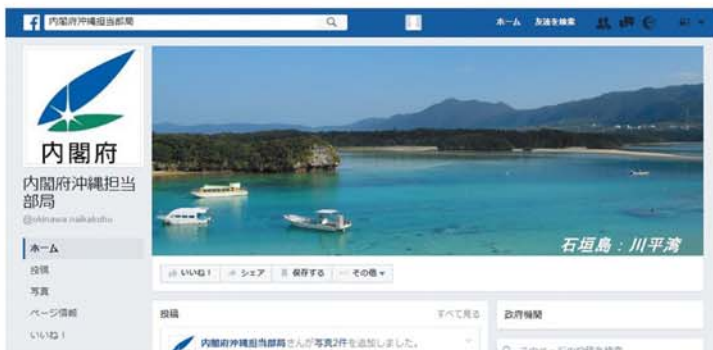 内閣府沖縄担当部局
ホーム
友達を検索
内閣府
内閣府沖縄担当
部局
@okinawa.naikakufu
石垣島：川平湾
ホーム
投稿
写真
ページ情報
いいね！
いいね！
シェア
保存する
その他
投稿
すべて見る
政府機関
内閣府沖縄担当部局さんが写真2件を追加しました。